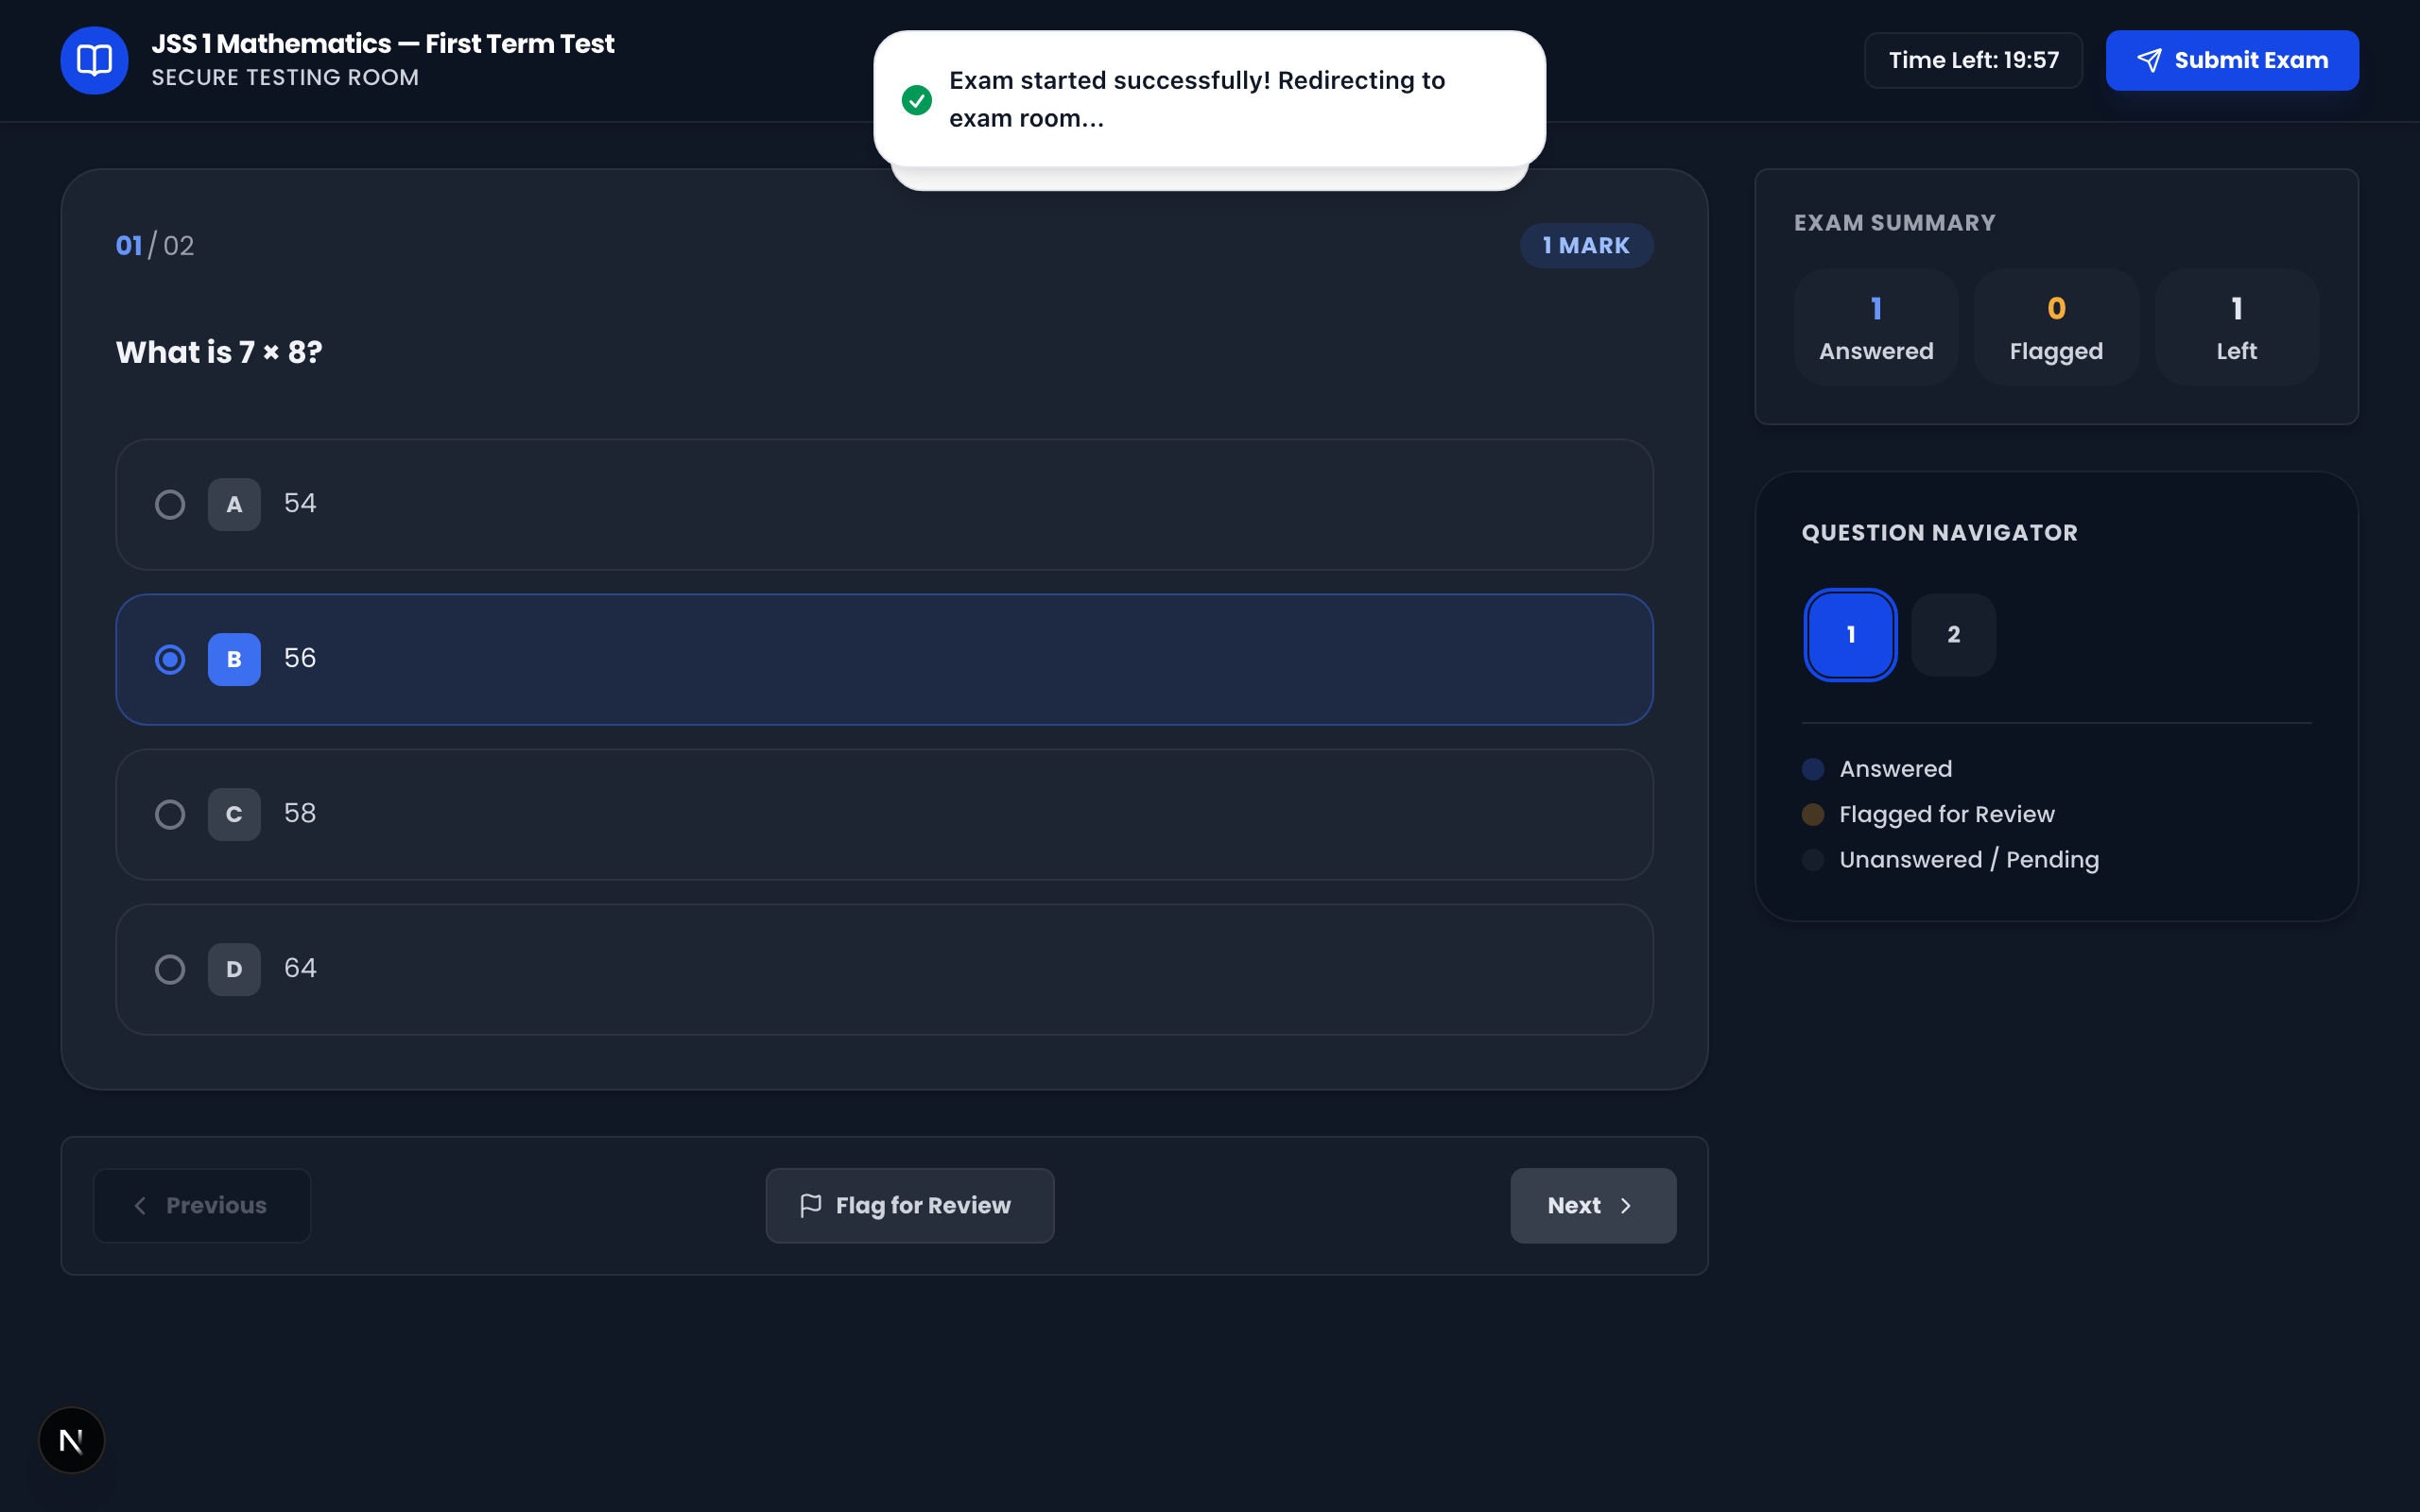 JSS 1 Mathematics — First Term Test
SECURE TESTING ROOM
Exam started successfully! Redirecting to
exam room...
Time Left: 19:57
Submit Exam
01 / 02
1 MARK
What is 7 × 8?
A 54
B 56
C 58
D 64
Previous
Flag for Review
Next
EXAM SUMMARY
1
Answered
0
Flagged
1
Left
QUESTION NAVIGATOR
1 2
Answered
Flagged for Review
Unanswered / Pending
N